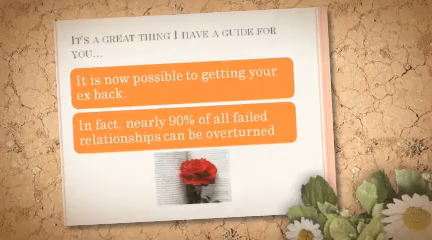 It's a great thing I have a guide for
you...
It is now possible to getting your
ex back.
In fact, nearly 90% of all failed
relationships can be overturned